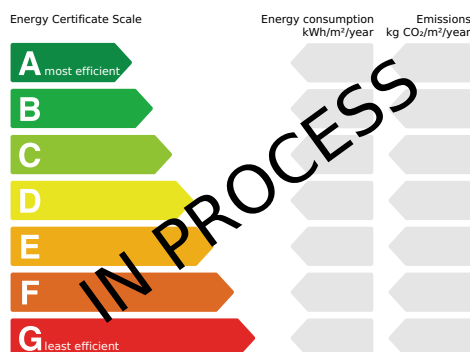 Energy Certificate Scale
Energy consumption
kWh/m²/year
Emissions
kg CO₂/m²/year
A most efficient
B
C
D
E
F
G least efficient
IN PROCESS